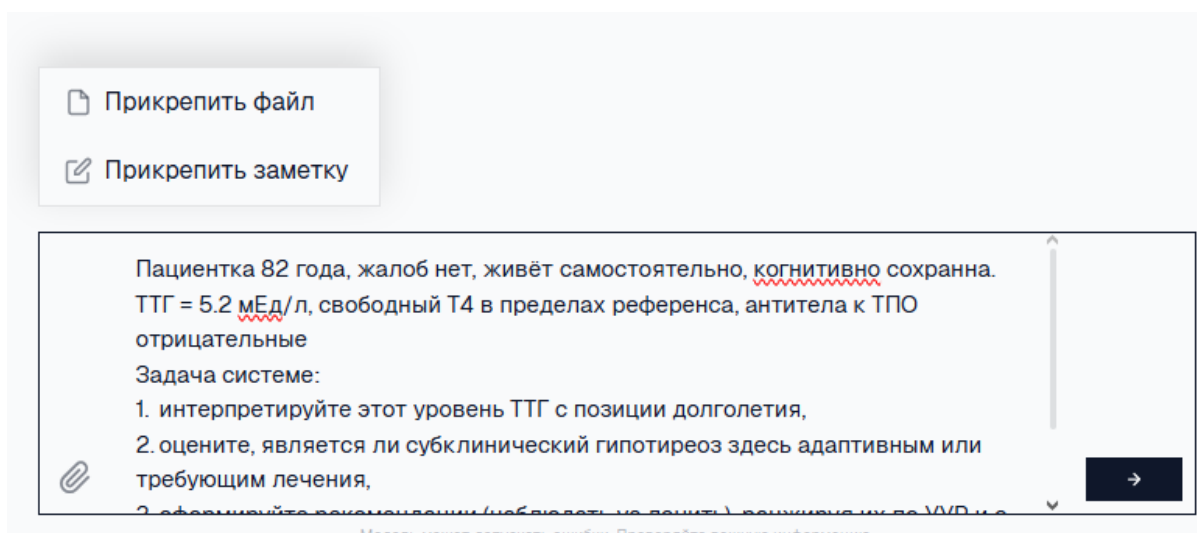 Прикрепить файл
Прикрепить заметку
Пациентка 82 года, жалоб нет, живёт самостоятельно, когнитивно сохранна.
ТТГ = 5.2 мЕд/л, свободный Т4 в пределах референса, антитела к ТПО
отрицательные
Задача системе:
1. интерпретируйте этот уровень ТТГ с позиции долголетия,
2. оцените, является ли субклинический гипотиреоз здесь адаптивным или
требующим лечения,